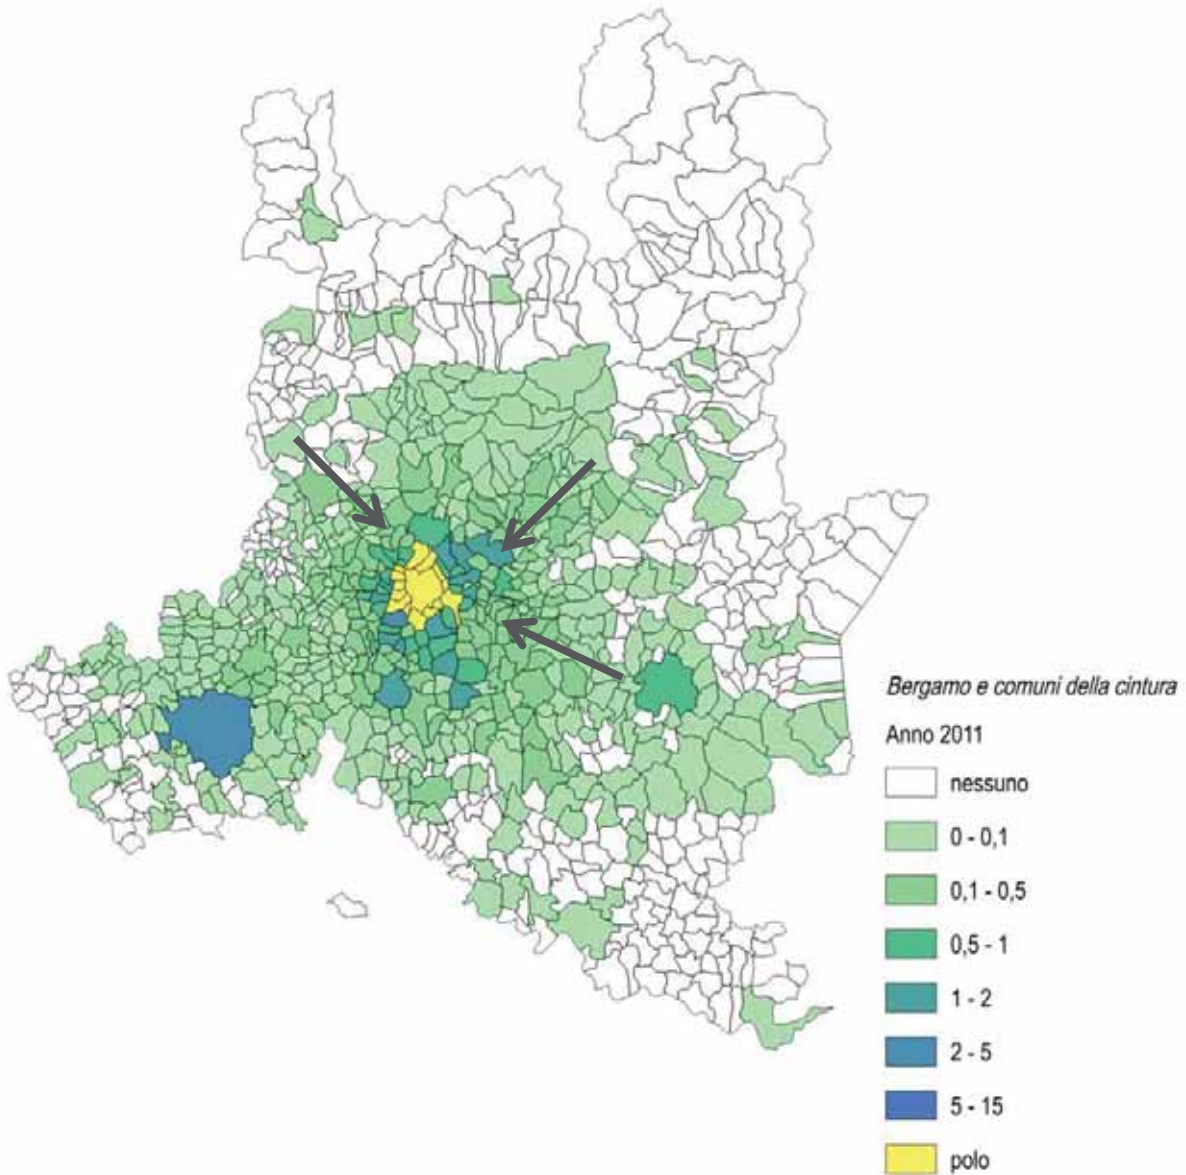 Bergamo e comuni della cintura
Anno 2011
nessuno
0 - 0,1
0,1 - 0,5
0,5 - 1
1 - 2
2 - 5
5 - 15
polo